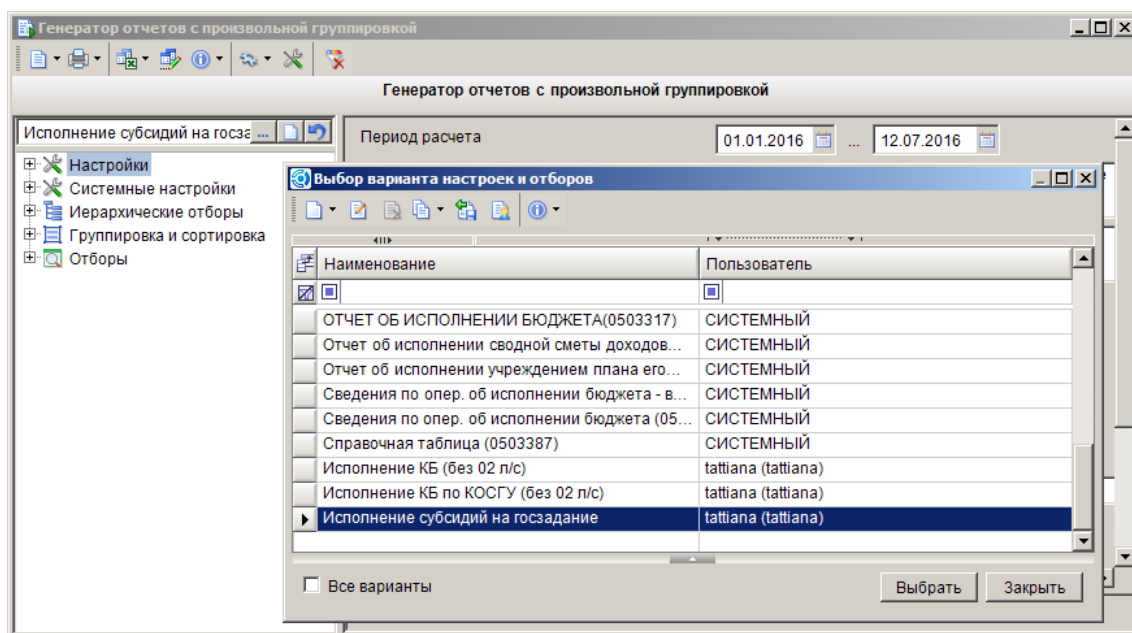 Генератор отчетов с произвольной группировкой
Генератор отчетов с произвольной группировкой
Исполнение субсидий на госза ...
Период расчета
01.01.2016 ... 12.07.2016
Настройки
Системные настройки
Иерархические отборы
Группировка и сортировка
Отборы
Выбор варианта настроек и отборов
Наименование Пользователь
ОТЧЕТ ОБ ИСПОЛНЕНИИ БЮДЖЕТА(0503317) СИСТЕМНЫЙ
Отчет об исполнении сводной сметы доходов... СИСТЕМНЫЙ
Отчет об исполнении учреждением плана его... СИСТЕМНЫЙ
Сведения по опер. об исполнении бюджета - в... СИСТЕМНЫЙ
Сведения по опер. об исполнении бюджета (05... СИСТЕМНЫЙ
Справочная таблица (0503387) СИСТЕМНЫЙ
Исполнение КБ (без 02 л/с) tattiana (tattiana)
Исполнение КБ по КОСГУ (без 02 л/с) tattiana (tattiana)
Исполнение субсидий на госзадание tattiana (tattiana)
Все варианты
Выбрать
Закрыть